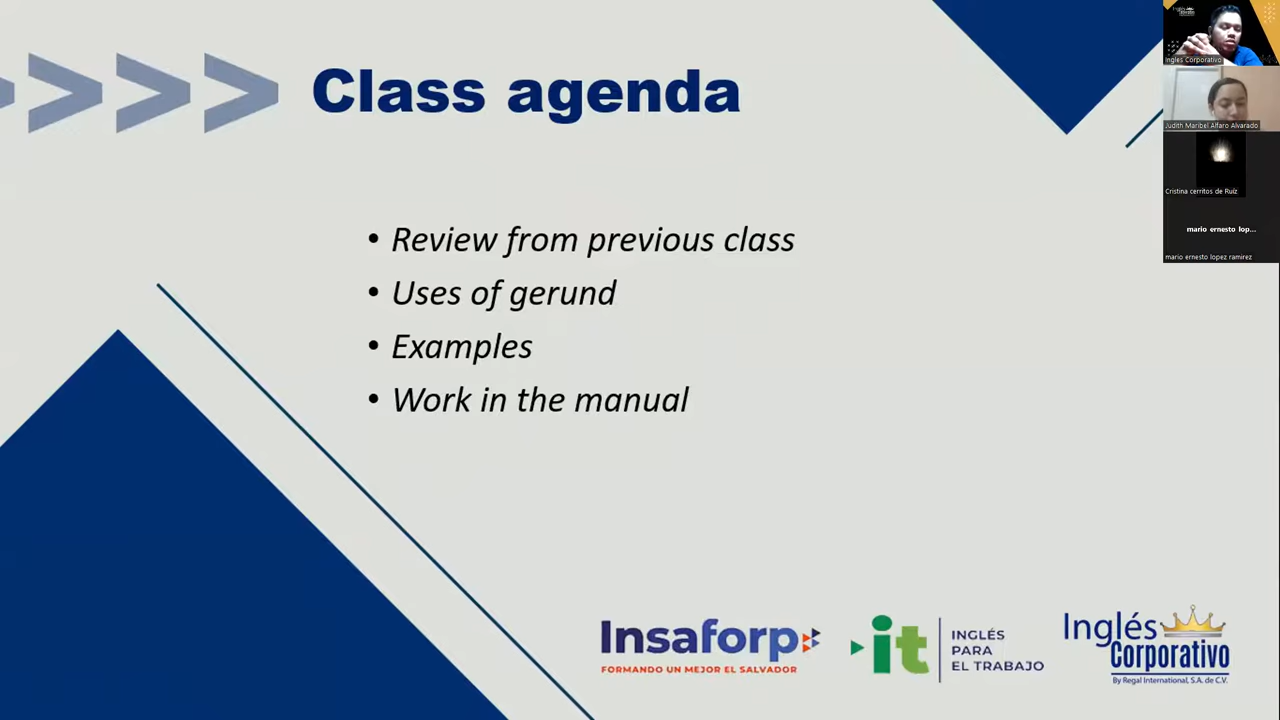 Class agenda
• Review from previous class
• Uses of gerund
• Examples
• Work in the manual
Insaforp
FORMANDO UN MEJOR EL SALVADOR
it
INGLÉS
PARA
EL TRABAJO
Inglés
Corporativo
By Regal International, S.A. de C.V.
Ingles Corporativo
Judith Maribel Alfaro Alvarado
Cristina cerritos de Ruíz
mario ernesto lop...
mario ernesto lopez ramirez